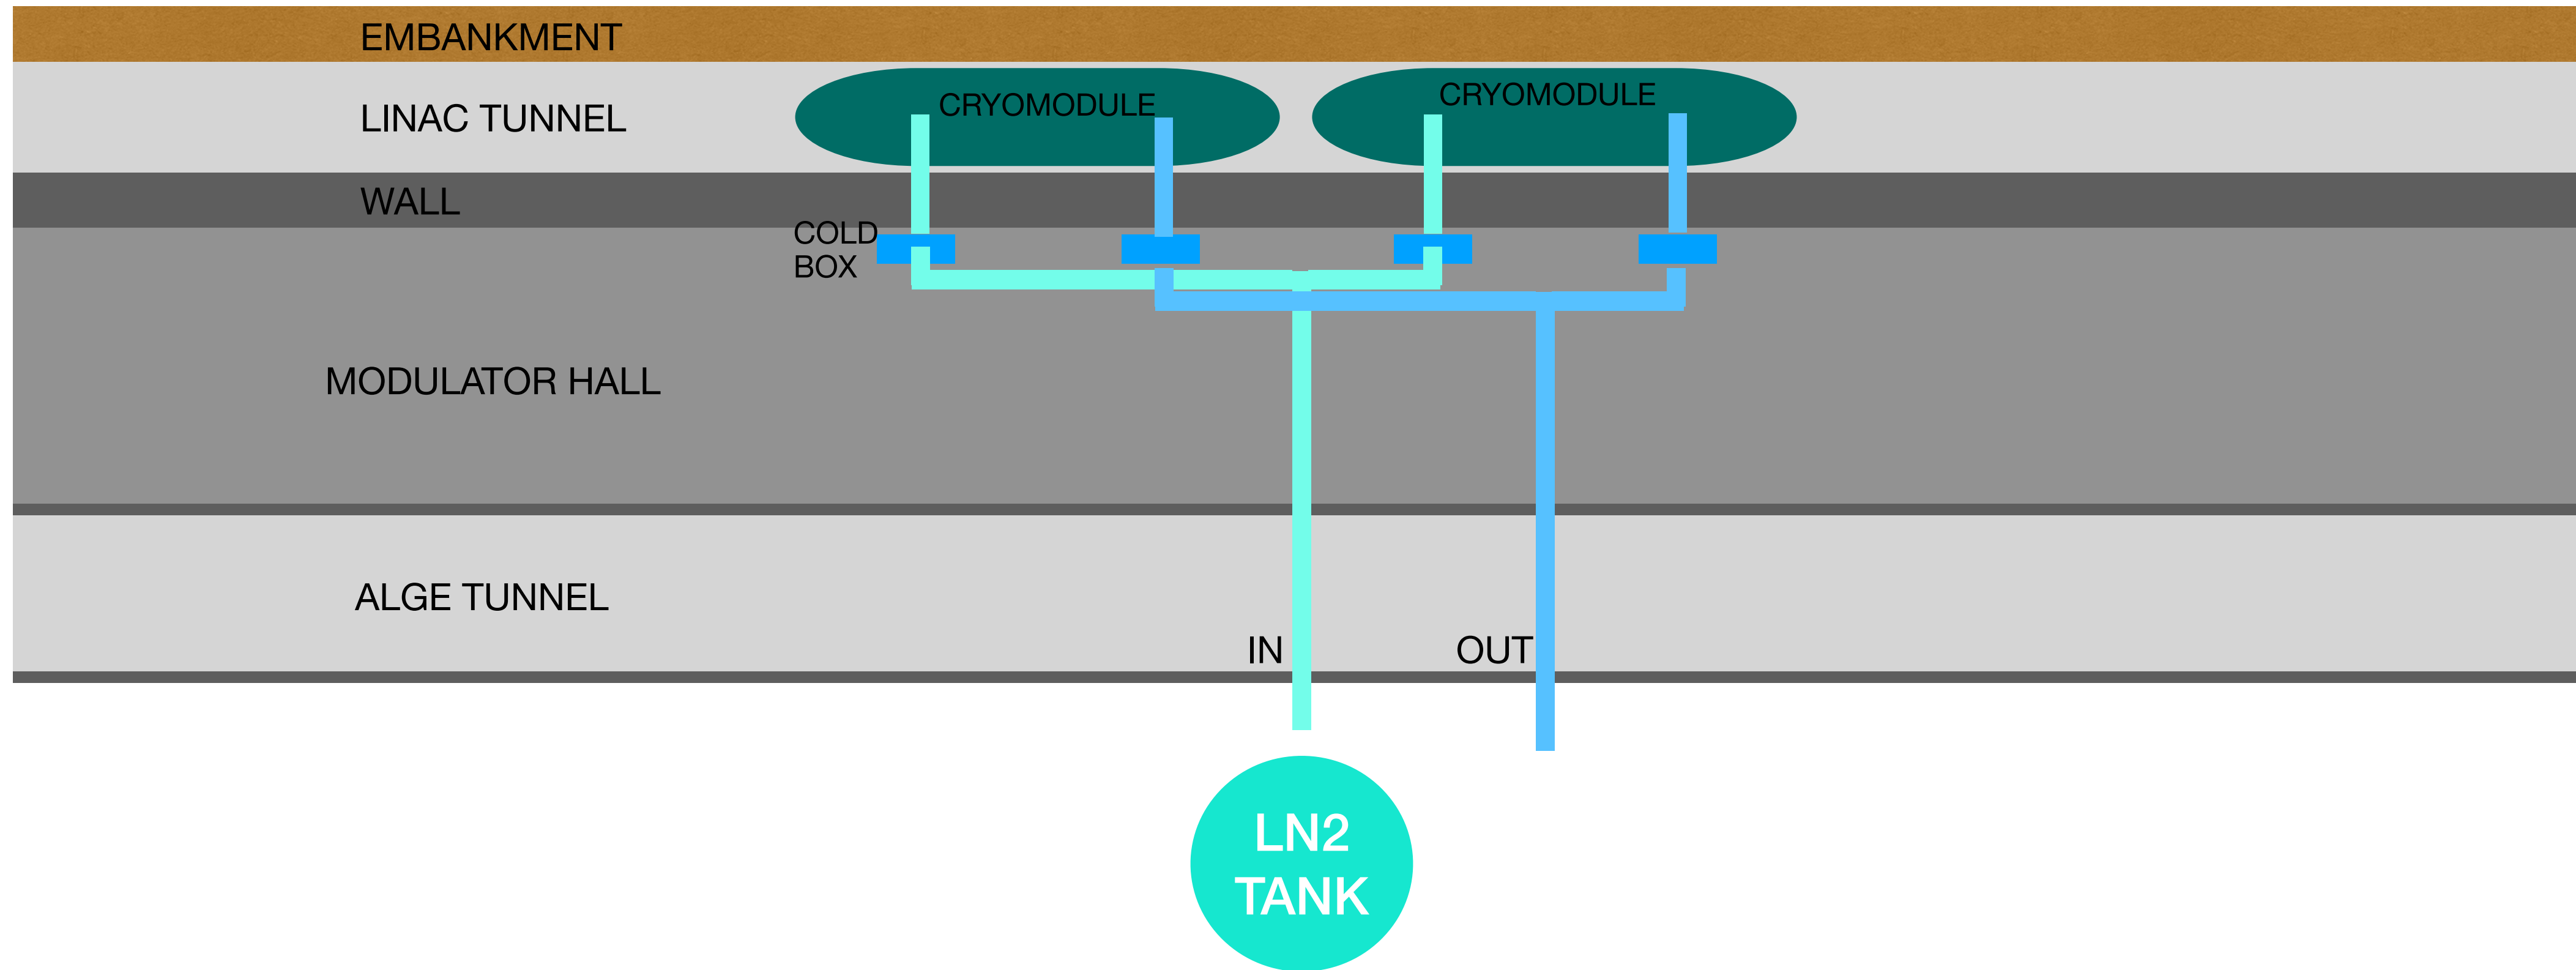 EMBANKMENT
CRYOMODULE
CRYOMODULE
LINAC TUNNEL
WALL
COLD
BOX
MODULATOR HALL
ALGE TUNNEL
IN
OUT
LN2
TANK